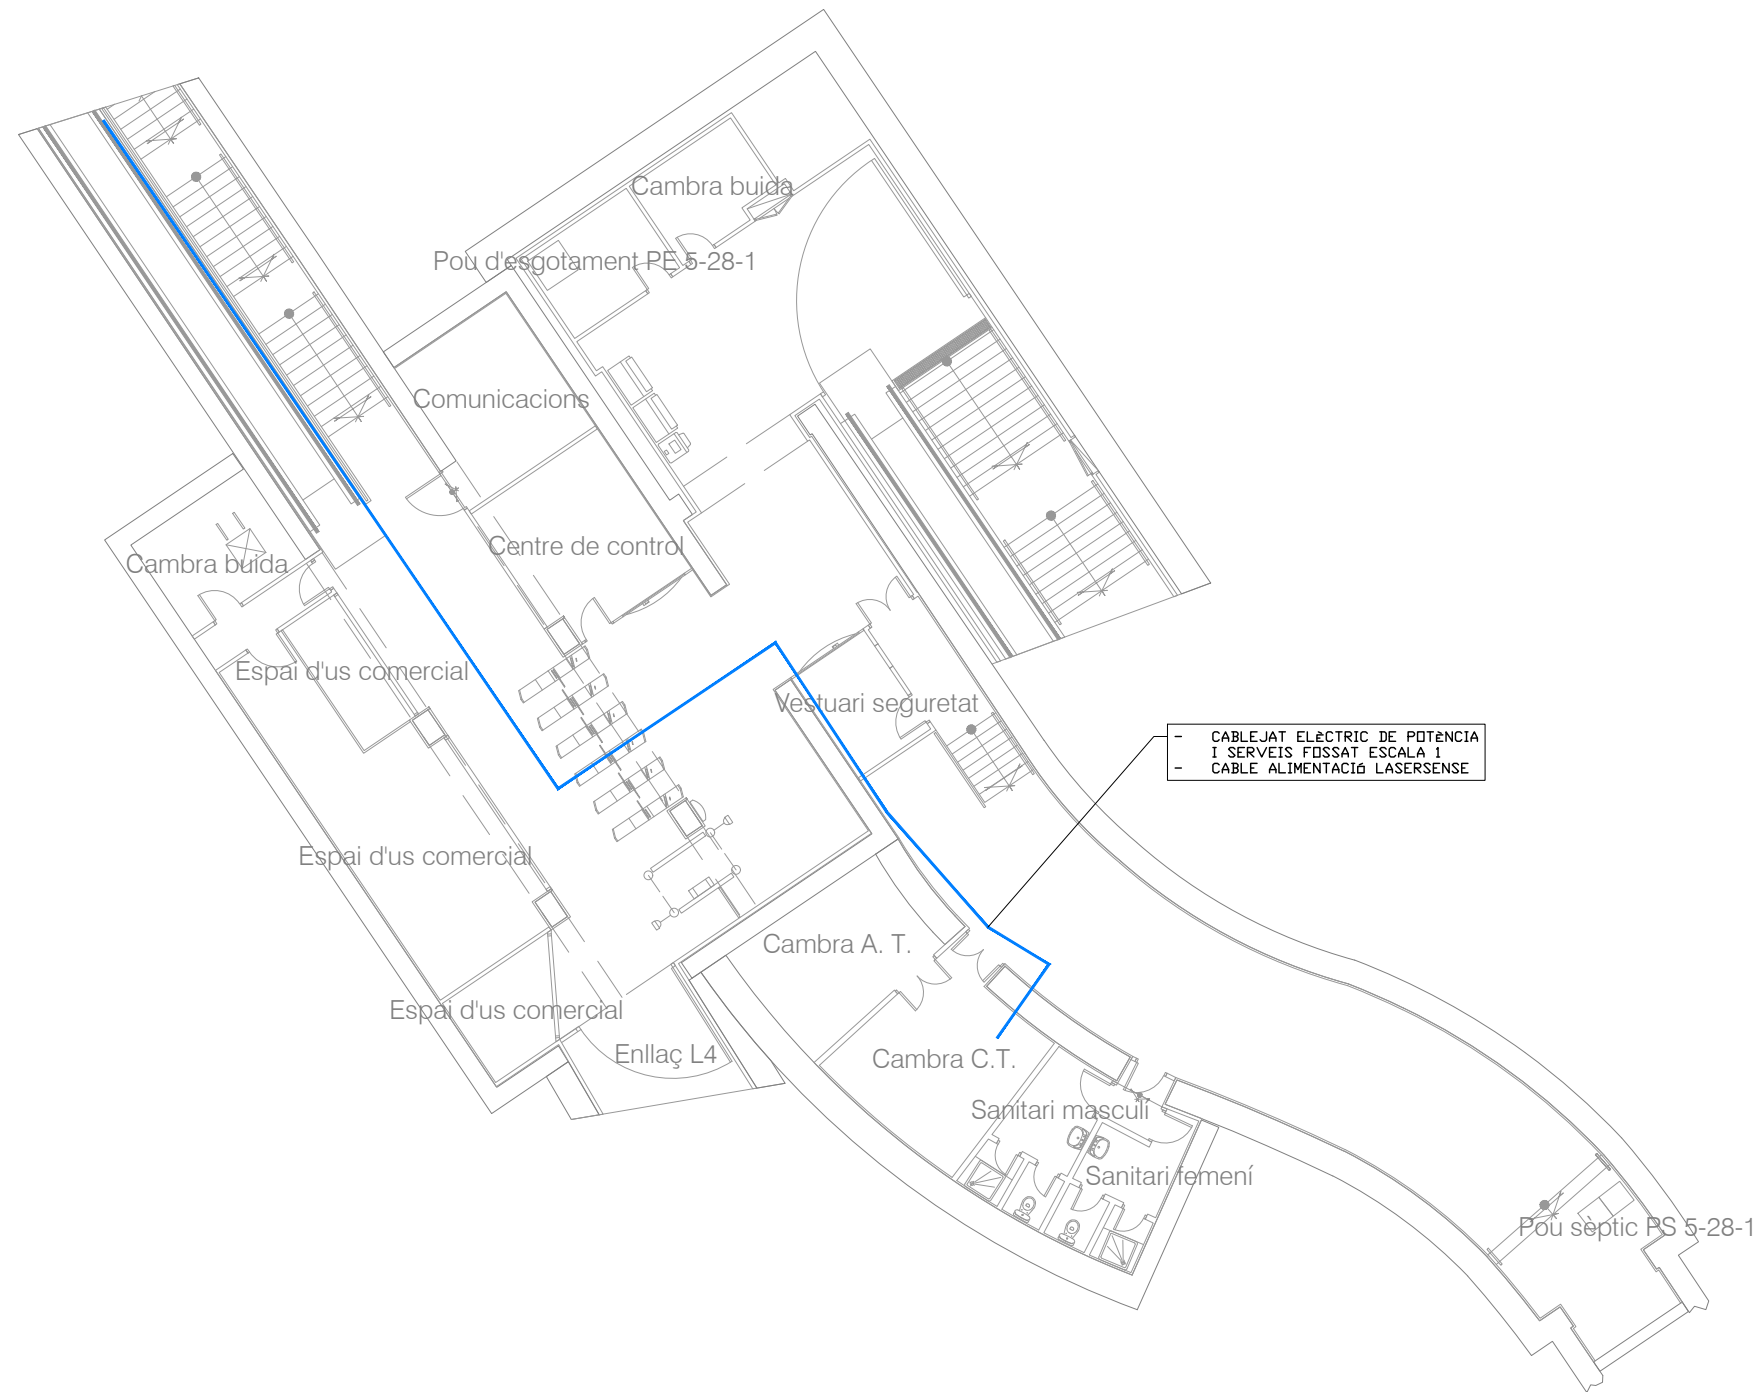 Cambra buida
Pou d'esgotament PE 5-28-1
Comunicacions
Centre de control
Cambra buida
Espai d'us comercial
Vestuari seguretat
- CABLEJAT ELèCTRIC DE POTèNCIA
I SERVEIS FOSSAT ESCALA 1
- CABLE ALIMENTACIó LASERSENSE
Espai d'us comercial
Cambra A. T.
Espai d'us comercial
Enllaç L4
Cambra C.T.
Sanitari masculí
Sanitari femení
Pou sèptic PS 5-28-1